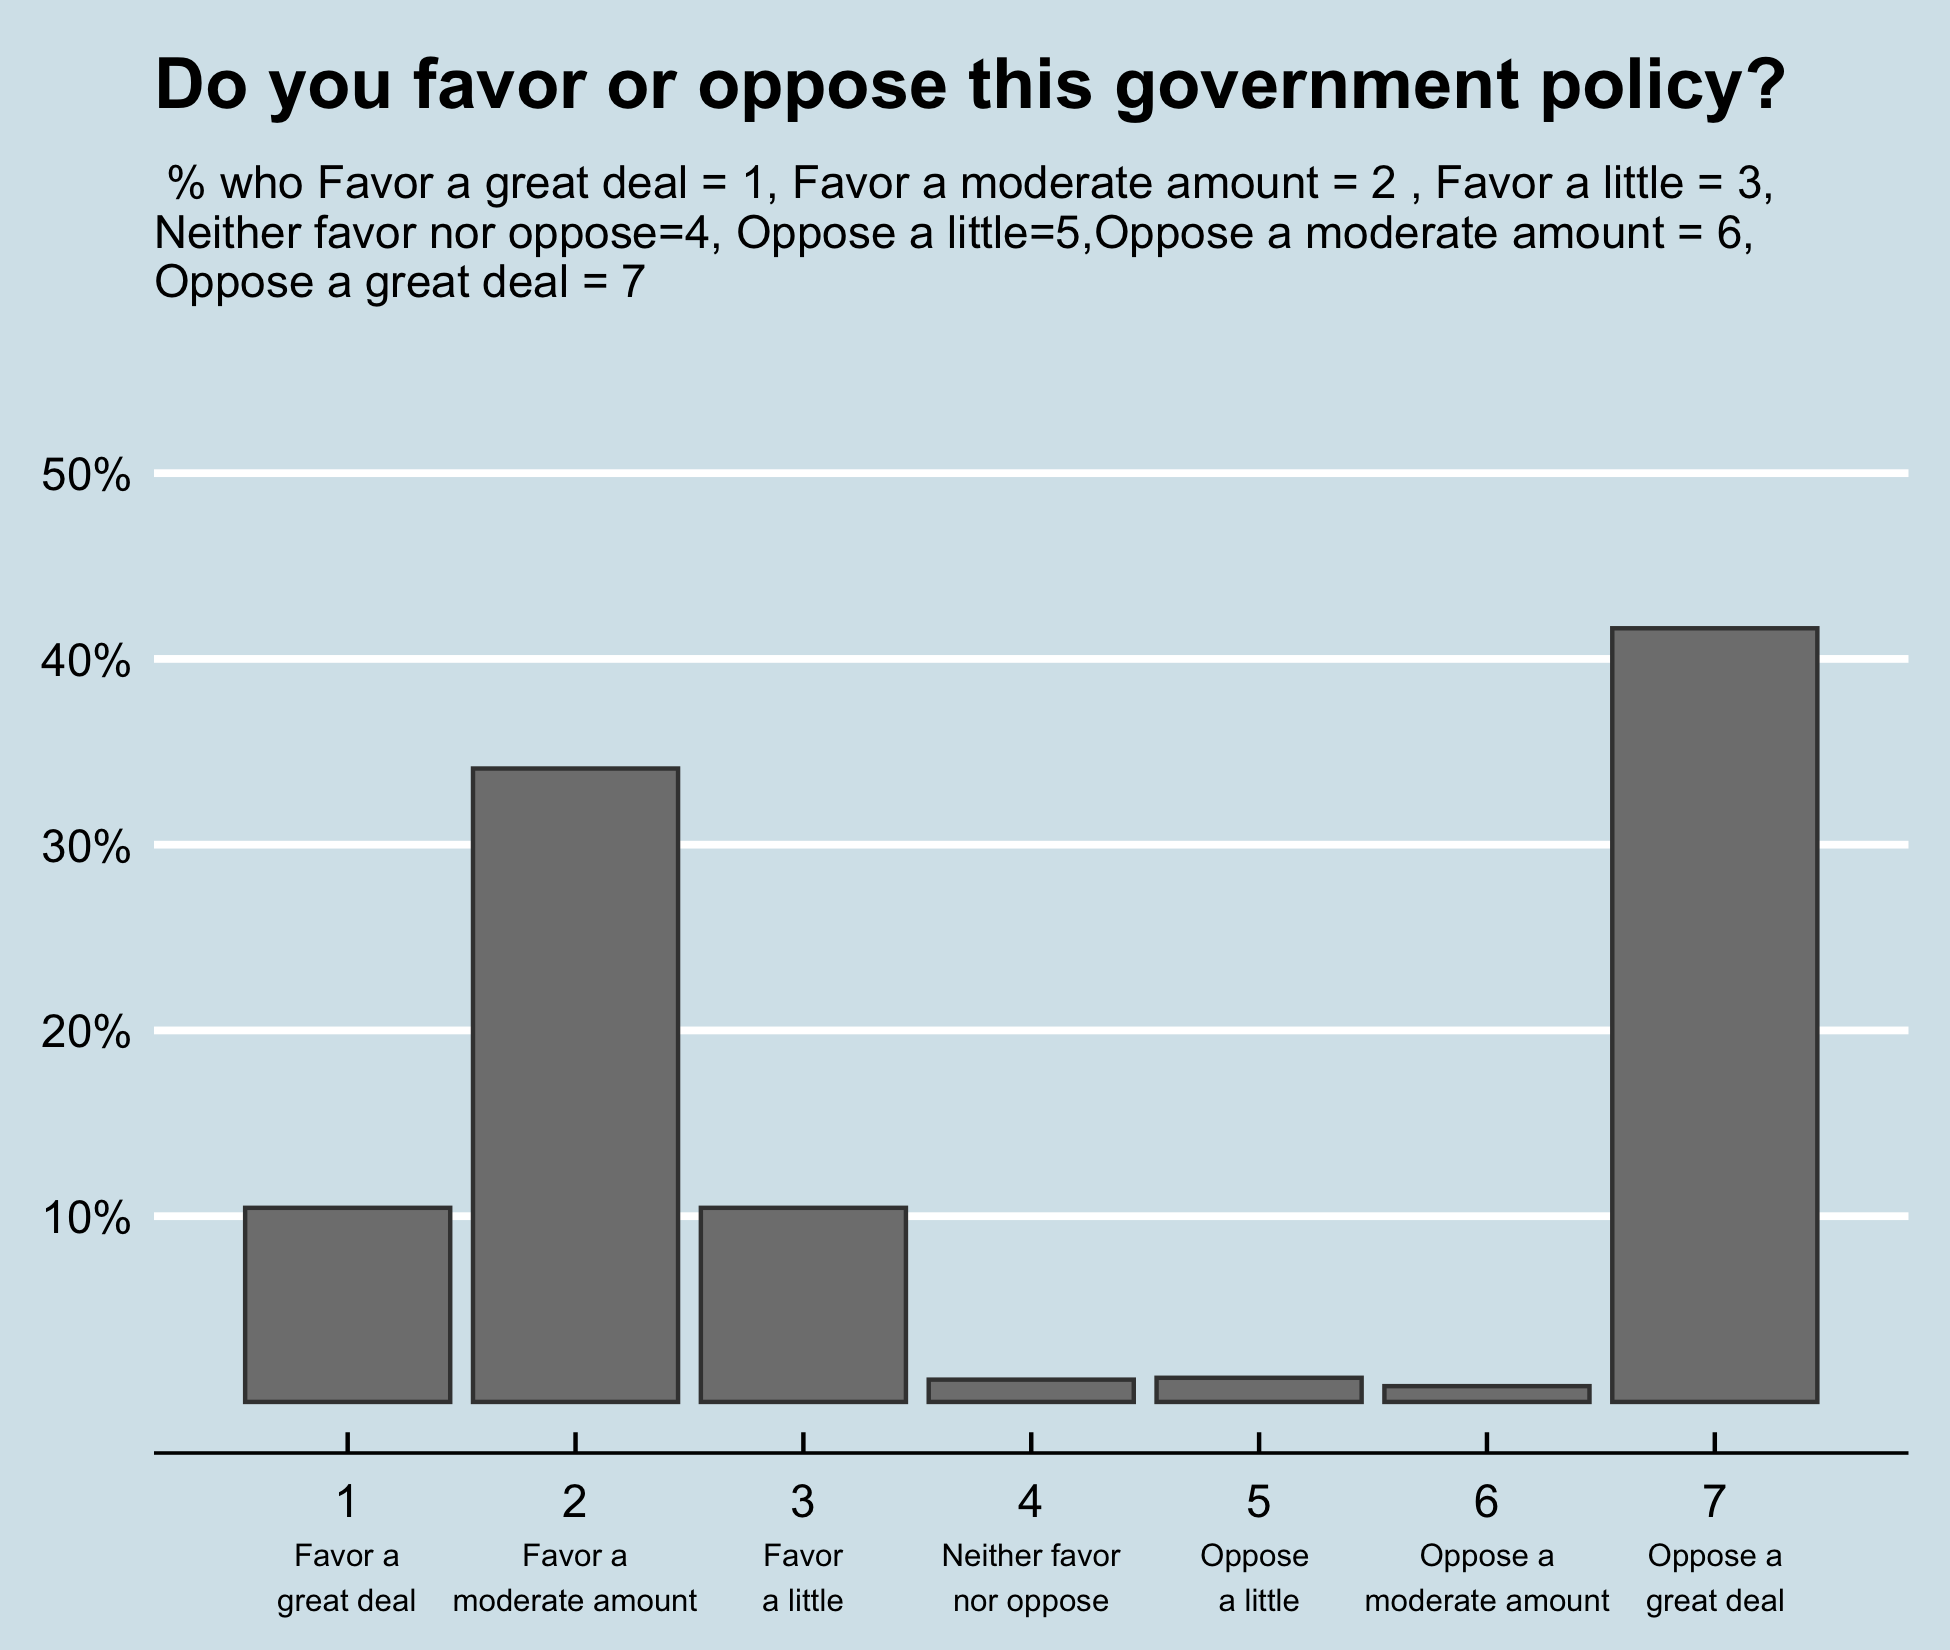 Do you favor or oppose this government policy?
% who Favor a great deal = 1, Favor a moderate amount = 2 , Favor a little = 3,
Neither favor nor oppose=4, Oppose a little=5,Oppose a moderate amount = 6,
Oppose a great deal = 7
50%
40%
30%
20%
10%
1 2 3 4 5 6 7
Favor a Favor a Favor Neither favor Oppose Oppose a Oppose a
great deal moderate amount a little nor oppose a little moderate amount great deal